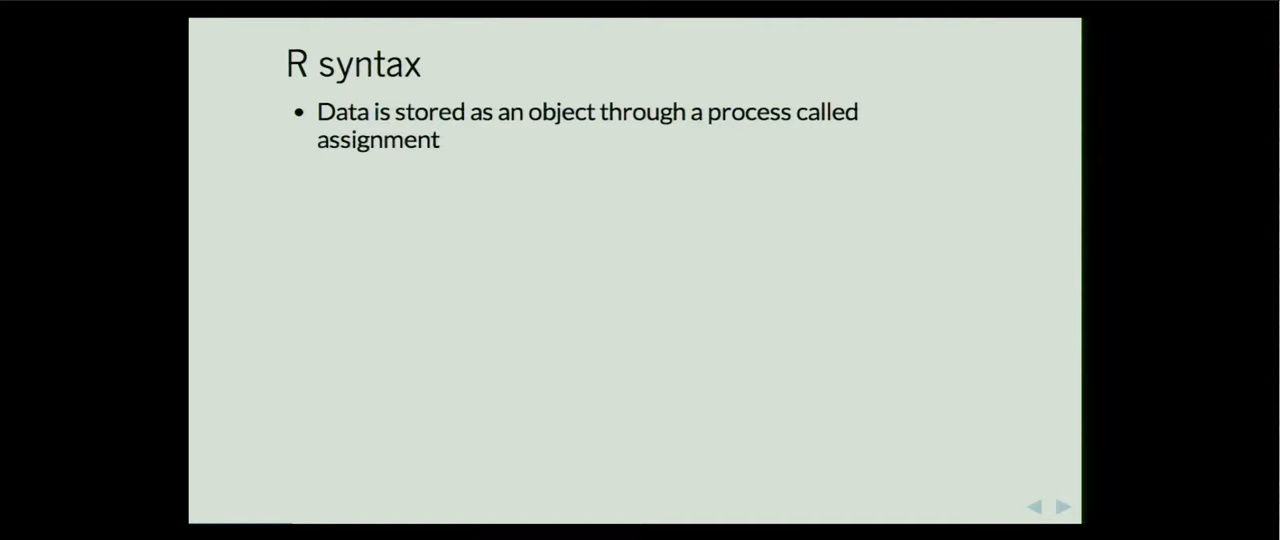 R syntax
• Data is stored as an object through a process called
assignment